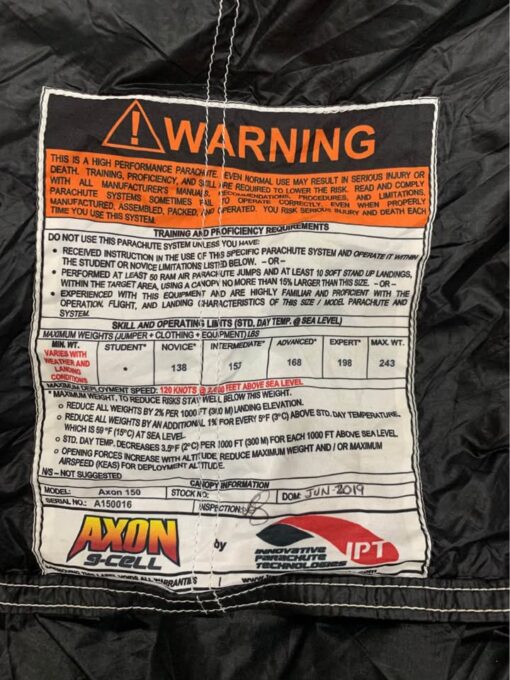 WARNING
THIS IS A HIGH PERFORMANCE PARACHUTE. EVEN NORMAL USE MAY RESULT IN SERIOUS INJURY OR
DEATH. TRAINING, PROFICIENCY, AND SKILL ARE REQUIRED TO LOWER THE RISK. READ AND COMPLY
WITH ALL MANUFACTURER'S MANUALS, RECOMMENDATIONS, PROCEDURES, AND LIMITATIONS.
PARACHUTE SYSTEMS SOMETIMES FAIL TO OPERATE CORRECTLY, EVEN WHEN PROPERLY
MANUFACTURED, ASSEMBLED, PACKED, AND OPERATED. YOU RISK SERIOUS INJURY AND DEATH EACH
TIME YOU USE THIS SYSTEM.
TRAINING AND PROFICIENCY REQUIREMENTS
DO NOT USE THIS PARACHUTE SYSTEM UNLESS YOU HAVE:
• RECEIVED INSTRUCTION IN THE USE OF THIS SPECIFIC PARACHUTE SYSTEM AND OPERATE IT WITHIN
THE STUDENT OR NOVICE LIMITATIONS LISTED BELOW. – OR –
• PERFORMED AT LEAST 50 RAM AIR PARACHUTE JUMPS AND AT LEAST 10 SOFT STAND UP LANDINGS,
WITHIN THE TARGET AREA, USING A CANOPY NO MORE THAN 15% LARGER THAN THIS SIZE. – OR –
• EXPERIENCED WITH THIS EQUIPMENT AND ARE HIGHLY FAMILIAR AND PROFICIENT WITH THE
OPERATION, FLYING, AND LANDING CHARACTERISTICS OF THIS SIZE / MODEL PARACHUTE AND
SYSTEM.
SKILL AND OPERATING LIMITS (STD. DAY TEMP. @ SEA LEVEL)
MAXIMUM WEIGHTS (JUMPER + CLOTHING + EQUIPMENT) LBS
MIN. WT. STUDENT* NOVICE* INTERMEDIATE* ADVANCED* EXPERT* MAX. WT.
VARIES WITH
WEATHER AND
LANDING
CONDITIONS
* 138 153 168 198 243
MAXIMUM DEPLOYMENT SPEED: 120 KNOTS @ FEET ABOVE SEA LEVEL
* MAXIMUM WEIGHT, TO REDUCE RISKS STAY WELL BELOW THIS WEIGHT.
o REDUCE ALL WEIGHTS BY 2% PER 1000 FT (300 M) LANDING ELEVATION.
o REDUCE ALL WEIGHTS BY AN ADDITIONAL 1% FOR EVERY 5°F (3°C) ABOVE STD. DAY TEMPERATURE,
WHICH IS 59°F (15°C) AT SEA LEVEL.
o STD. DAY TEMP. DECREASES 3.5°F (2°C) PER 1000 FT (300 M) FOR EACH 1000 FT ABOVE SEA LEVEL
o OPENING FORCES INCREASE WITH ALTITUDE, REDUCE MAXIMUM WEIGHT AND / OR MAXIMUM
AIRSPEED (KEAS) FOR DEPLOYMENT ALTITUDE.
N/S – NOT SUGGESTED
CANOPY INFORMATION
MODEL: Axon 150 STOCK NO: DOM: JUN-2019
SERIAL NO.: A150016 INSPECTION:
AXON
9-CELL
by
INNOVATIVE
PARACHUTE
TECHNOLOGIES
IPT
REMOVING THIS LABEL VOIDS ALL WARRANTIES